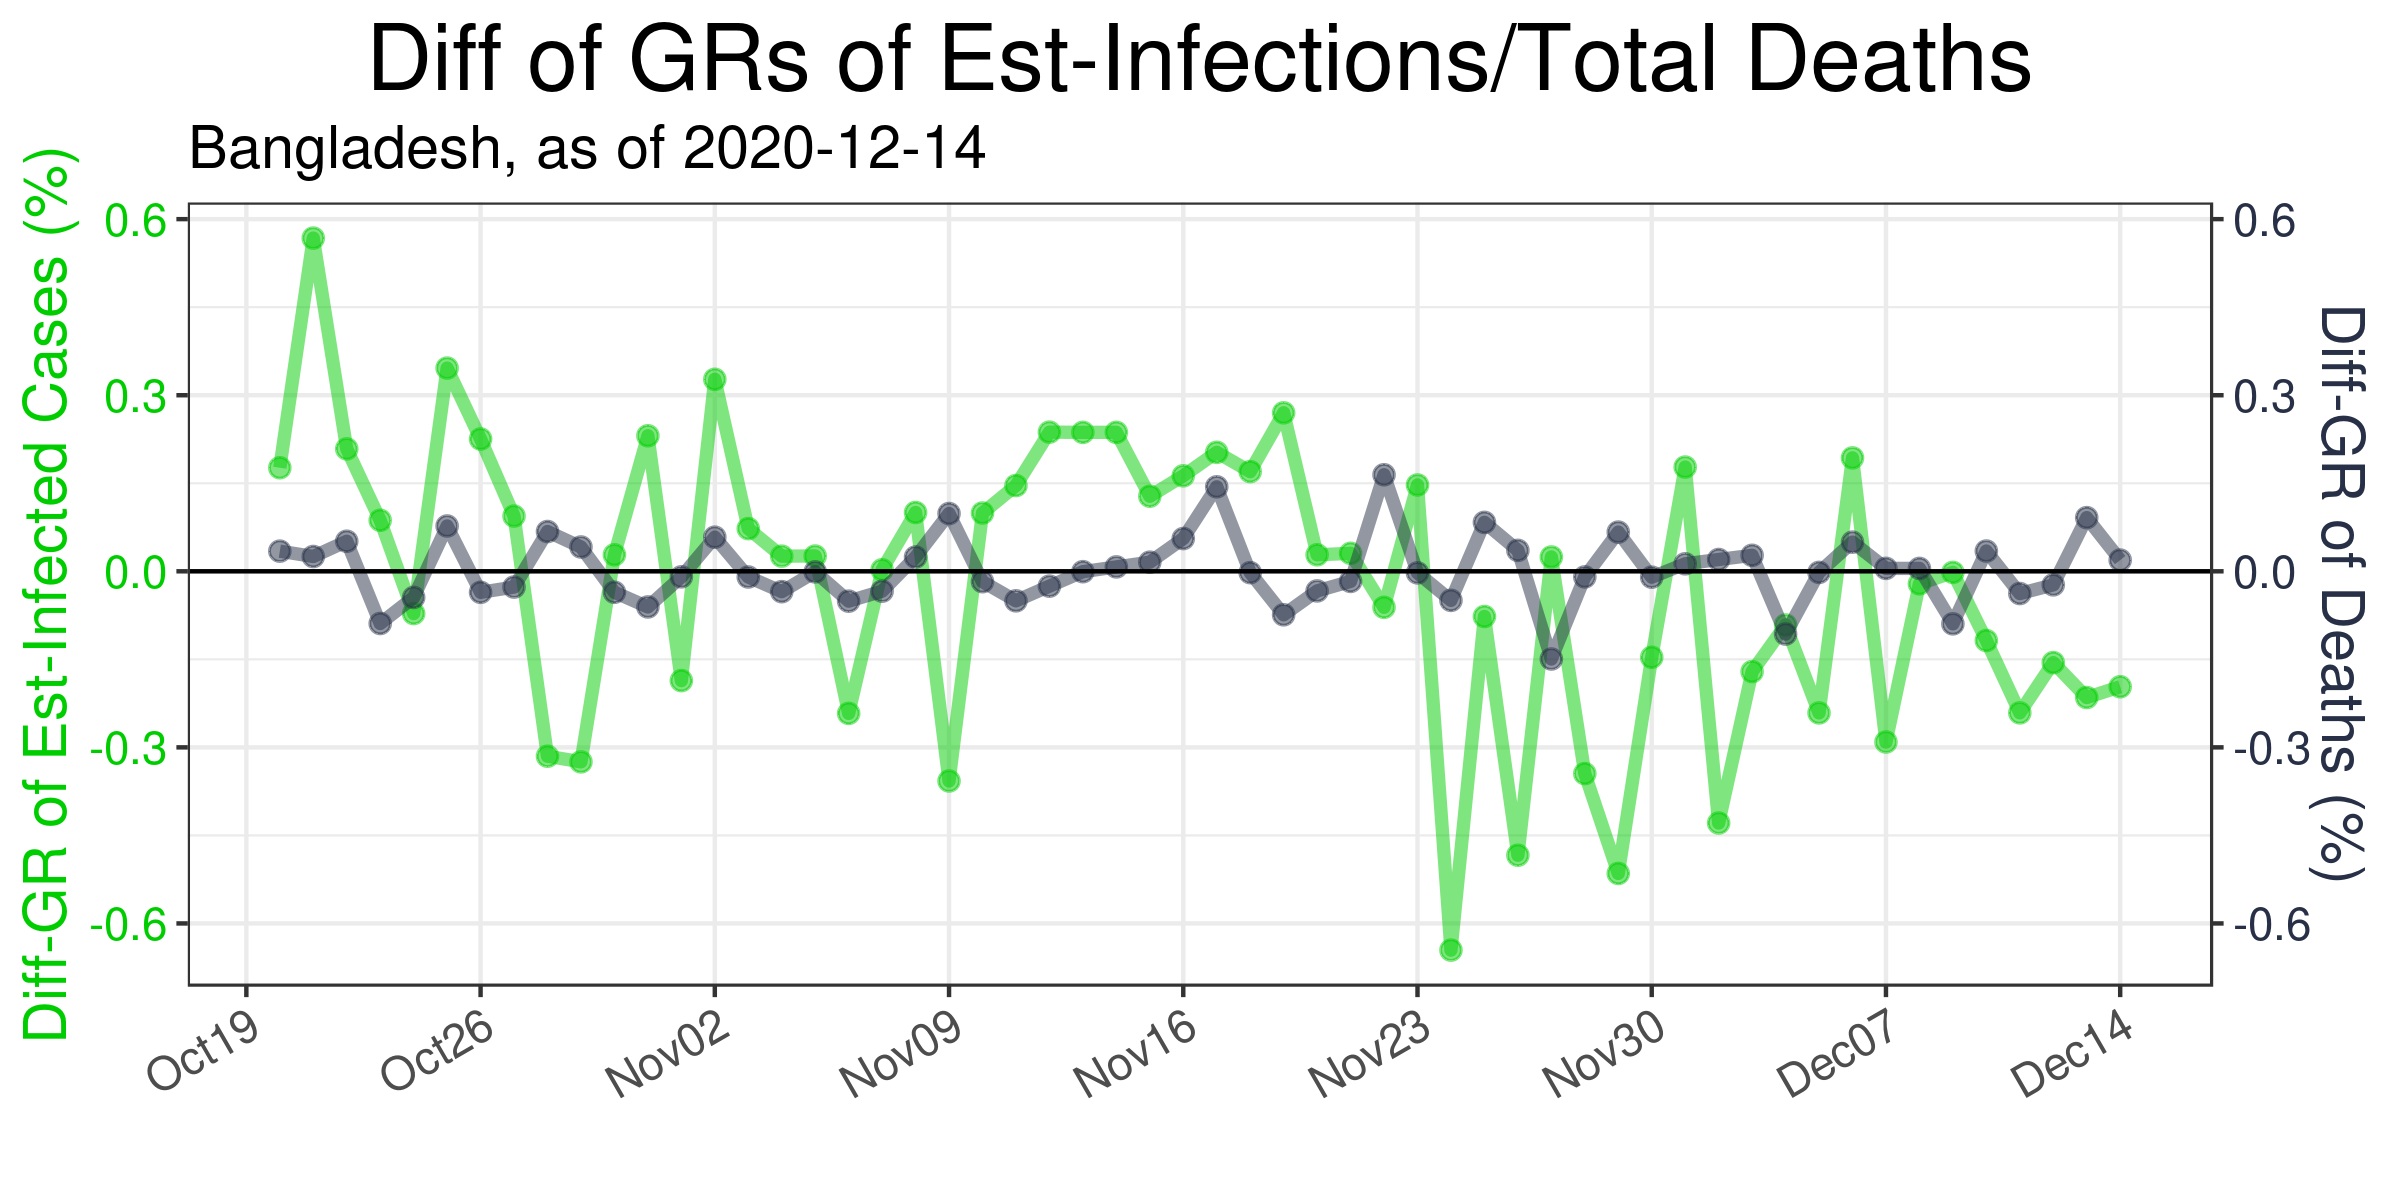 Diff of GRs of Est-Infections/Total Deaths
Bangladesh, as of 2020-12-14
Diff-GR of Est-Infected Cases (%)
0.6
0.3
0.0
-0.3
-0.6
0.6
0.3
0.0
-0.3
-0.6
Diff-GR of Deaths (%)
Oct19
Oct26
Nov02
Nov09
Nov16
Nov23
Nov30
Dec07
Dec14